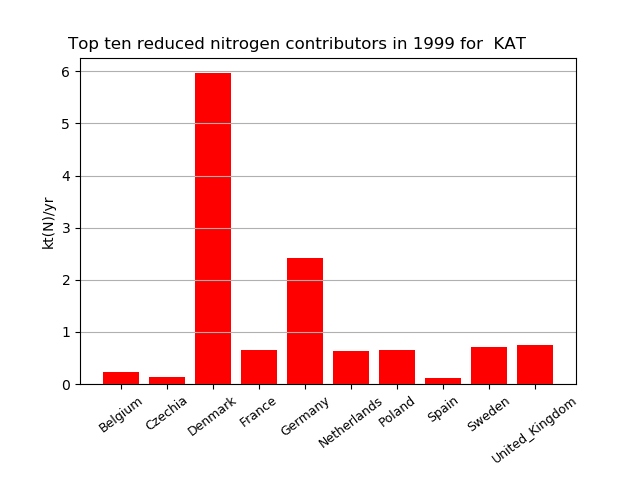 Top ten reduced nitrogen contributors in 1999 for  KAT
kt(N)/yr
6
5
4
3
2
1
0
Belgium
Czechia
Denmark
France
Germany
Netherlands
Poland
Spain
Sweden
United_Kingdom